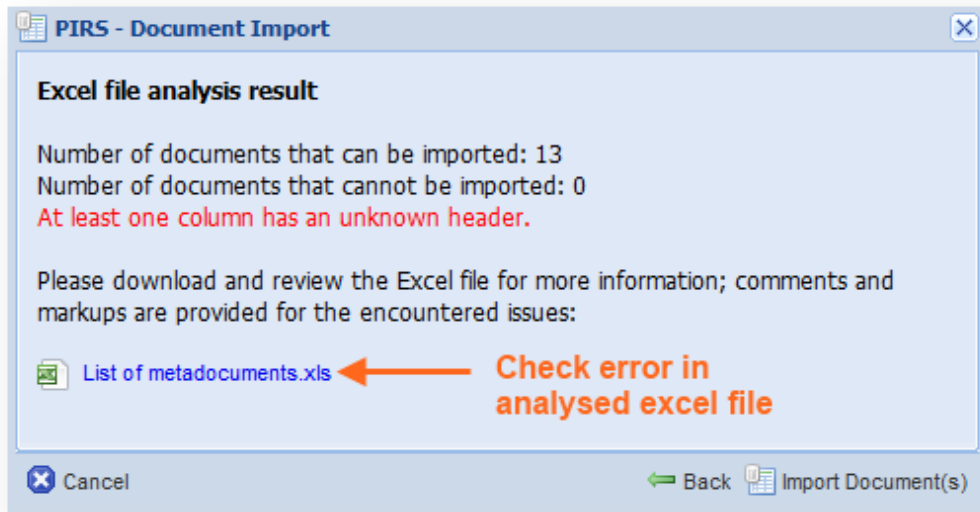 PIRS - Document Import
Excel file analysis result
Number of documents that can be imported: 13
Number of documents that cannot be imported: 0
At least one column has an unknown header.
Please download and review the Excel file for more information; comments and
markups are provided for the encountered issues:
List of metadocuments.xls
Check error in
analysed excel file
Cancel
Back
Import Document(s)